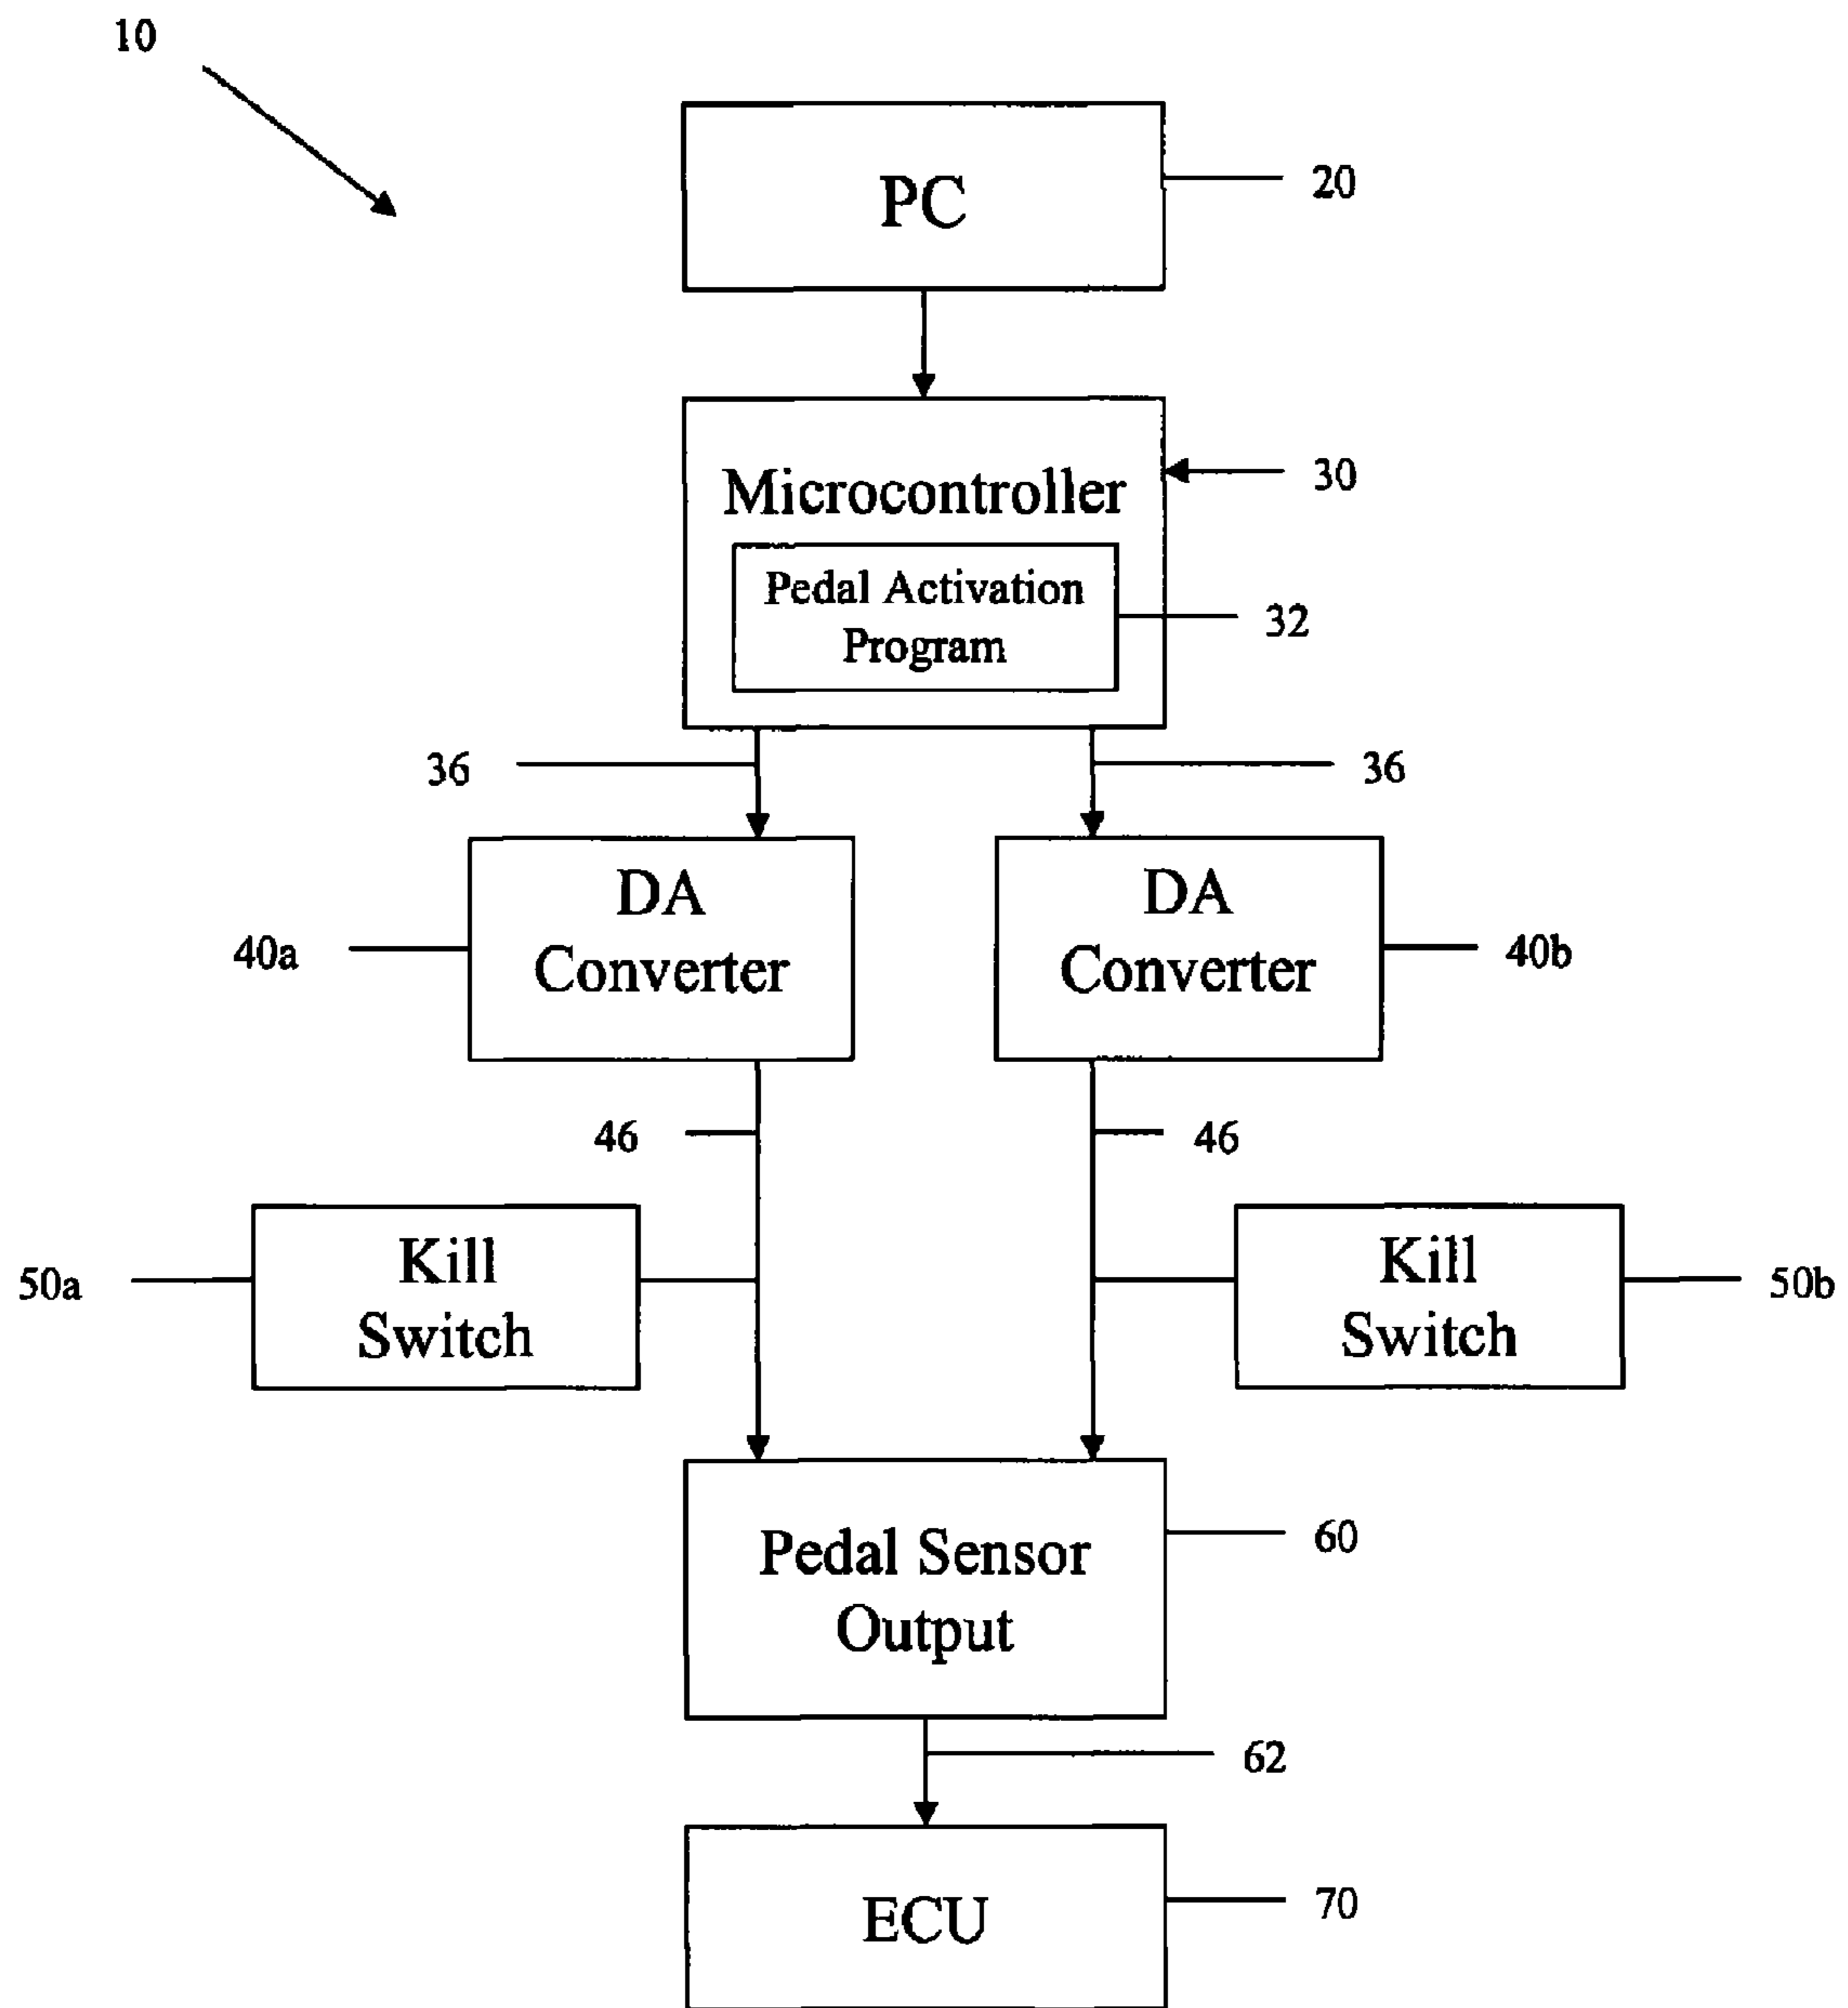 10
PC
20
Microcontroller
30
Pedal Activation
Program
32
36
36
DA
Converter
40a
DA
Converter
40b
46
46
Kill
Switch
50a
Kill
Switch
50b
Pedal Sensor
Output
60
62
ECU
70